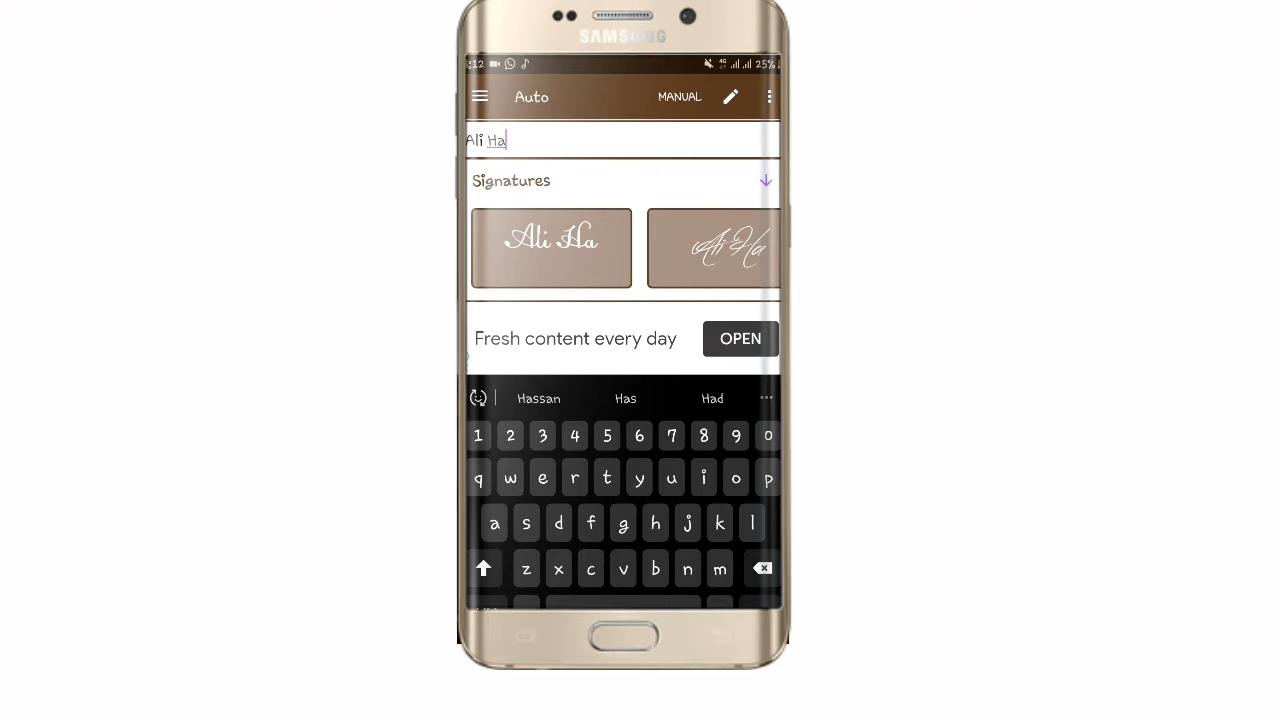 SAMSUNG
:12 4G 25%
Auto MANUAL
Ali Ha
Signatures
Ali Ha Ali Ha
Fresh content every day OPEN
Hassan Has Had
1 2 3 4 5 6 7 8 9 0
q w e r t y u i o p
a s d f g h j k l
z x c v b n m